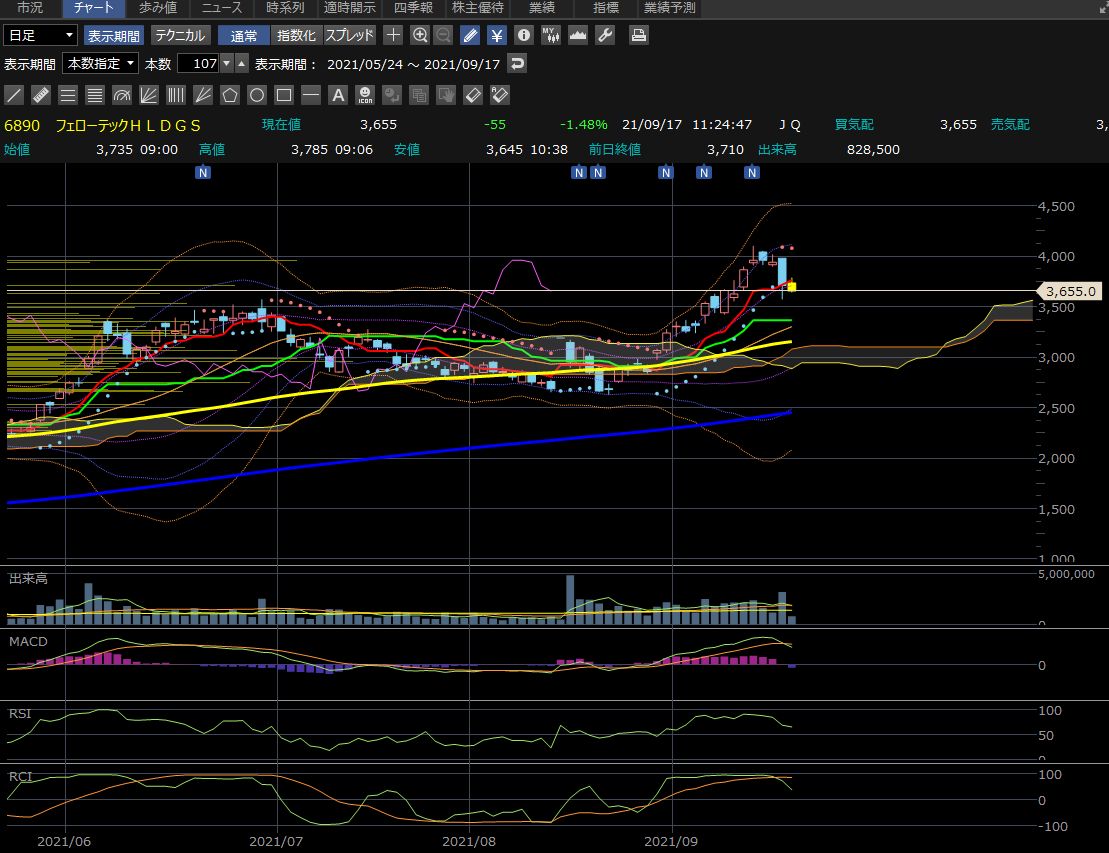 市況 チャート 歩み値 ニュース 時系列 適時開示 四季報 株主優待 業績 指標 業績予測
日足 表示期間 テクニカル 通常 指数化 スプレッド ¥ MY
表示期間 本数指定 本数 107 表示期間： 2021/05/24 ～ 2021/09/17
A ICON
6890 フェローテックＨＬＤＧＳ 現在値 3,655 -55 -1.48% 21/09/17 11:24:47 ＪＱ 買気配 3,655 売気配 3,
始値 3,735 09:00 高値 3,785 09:06 安値 3,645 10:38 前日終値 3,710 出来高 828,500
N N N N N N
4,500
4,000
3,655.0
3,500
3,000
2,500
2,000
1,500
1,000
出来高 5,000,000
0
MACD
0
RSI 100
50
0
RCI 100
0
-100
2021/06 2021/07 2021/08 2021/09